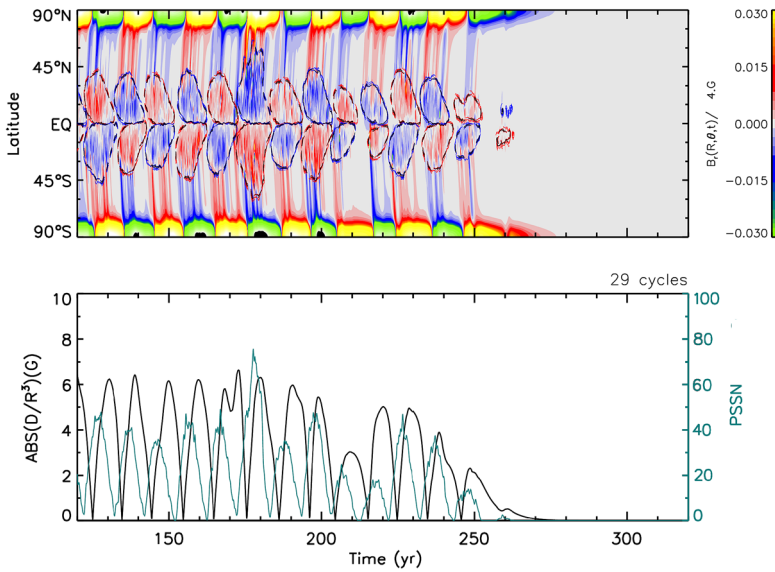 90°N
45°N
EQ
45°S
90°S
Latitude
0.030
0.015
0.000
−0.015
−0.030
B_r(R,θ,t)/ 4.G
29 cycles
10
8
6
4
2
0
ABS(D/R³)(G)
100
80
60
40
20
0
PSSN
150
200
250
300
Time (yr)